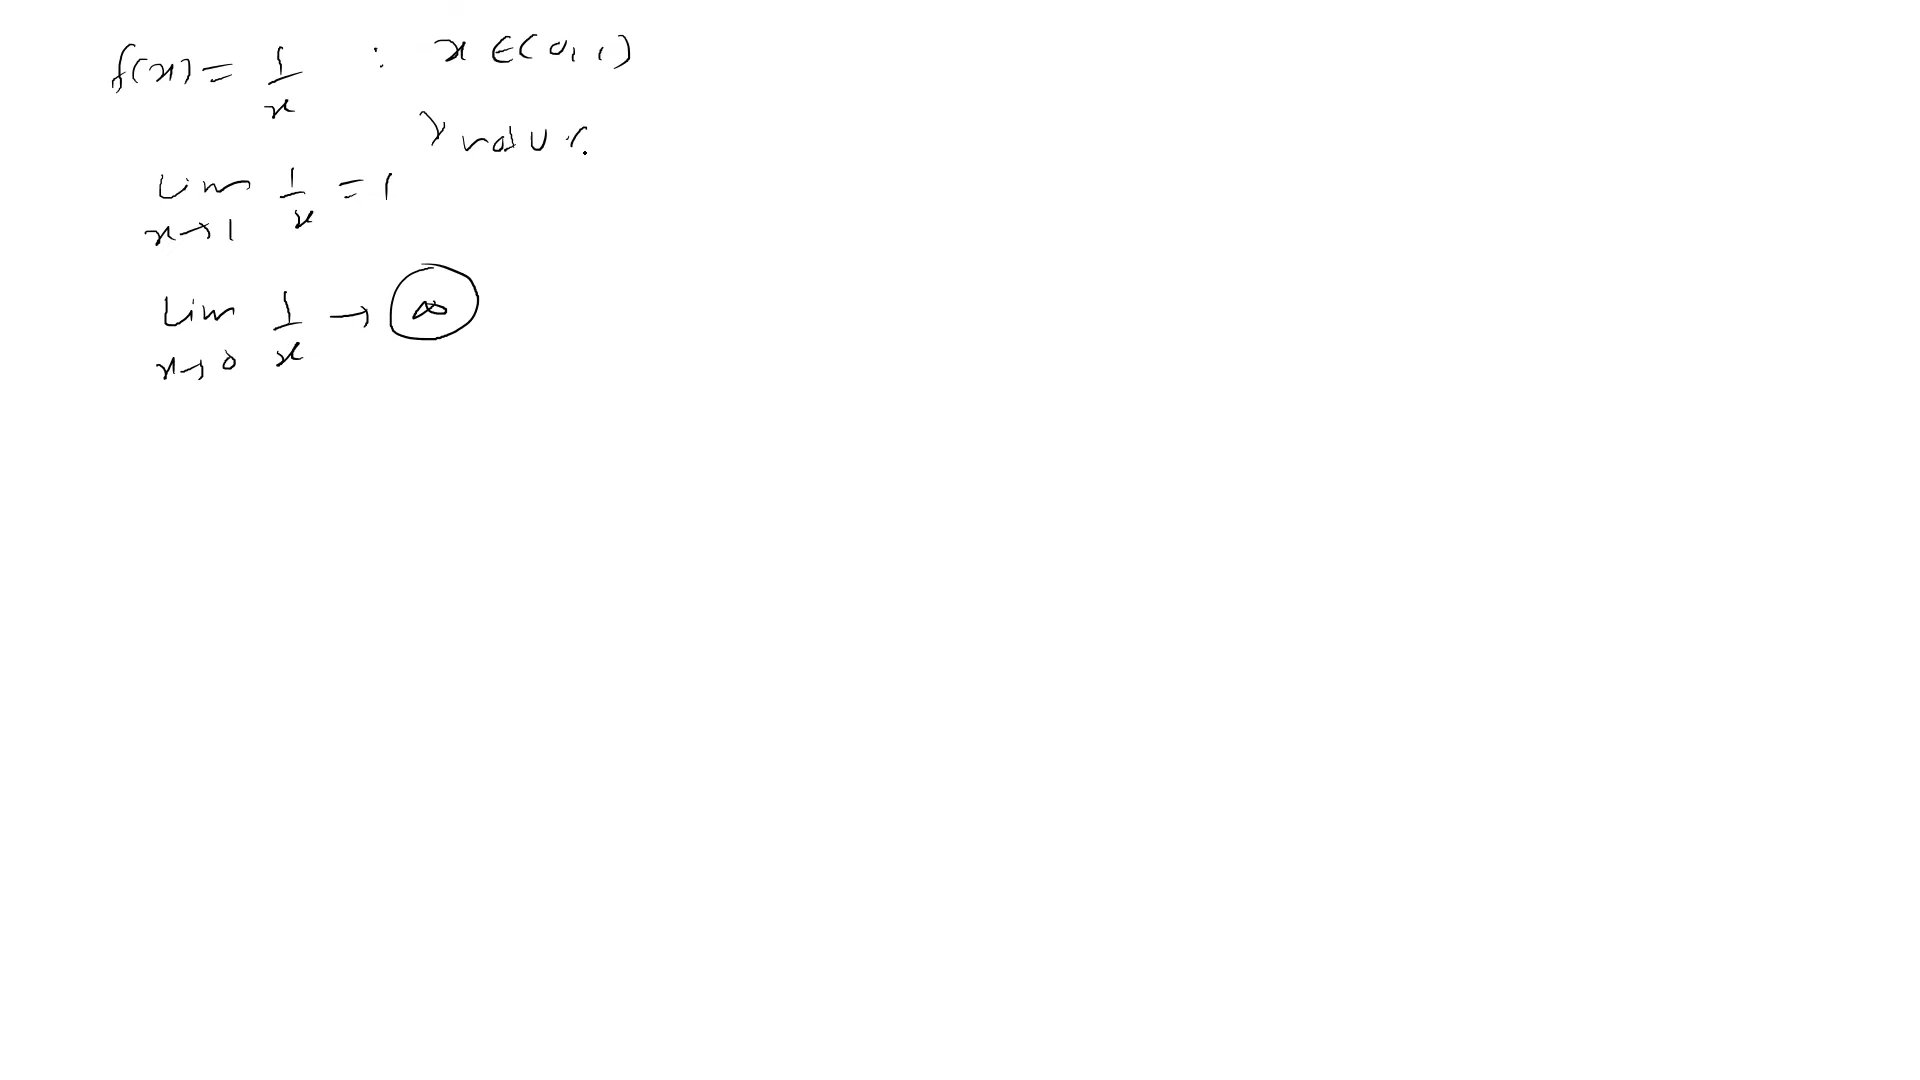 f(x) = 1/x : x ∈ (0, 1)
Lim x→1 1/x = 1
Lim x→0 1/x → ∞